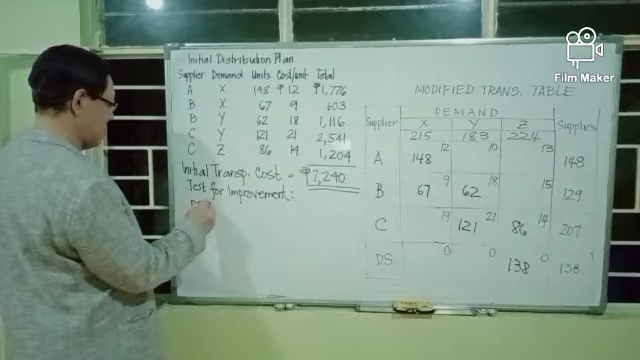 Initial Distribution Plan
Supplier Demand Units Cost/unit Total
A X 148 ₱ 12 ₱1,776
B X 67 9 603
B Y 62 18 1,116
C Y 121 21 2,541
C Z 86 14 1,204
Initial Transp. Cost = ₱7,240
Test for Improvement:
MODIFIED TRANS. TABLE
Supplier DEMAND Supplies
X Y Z
215 183 224
A 148 12 10 13 148
B 67 9 62 18 15 129
C 19 121 21 86 14 207
DS 0 0 138 0 138
Film Maker